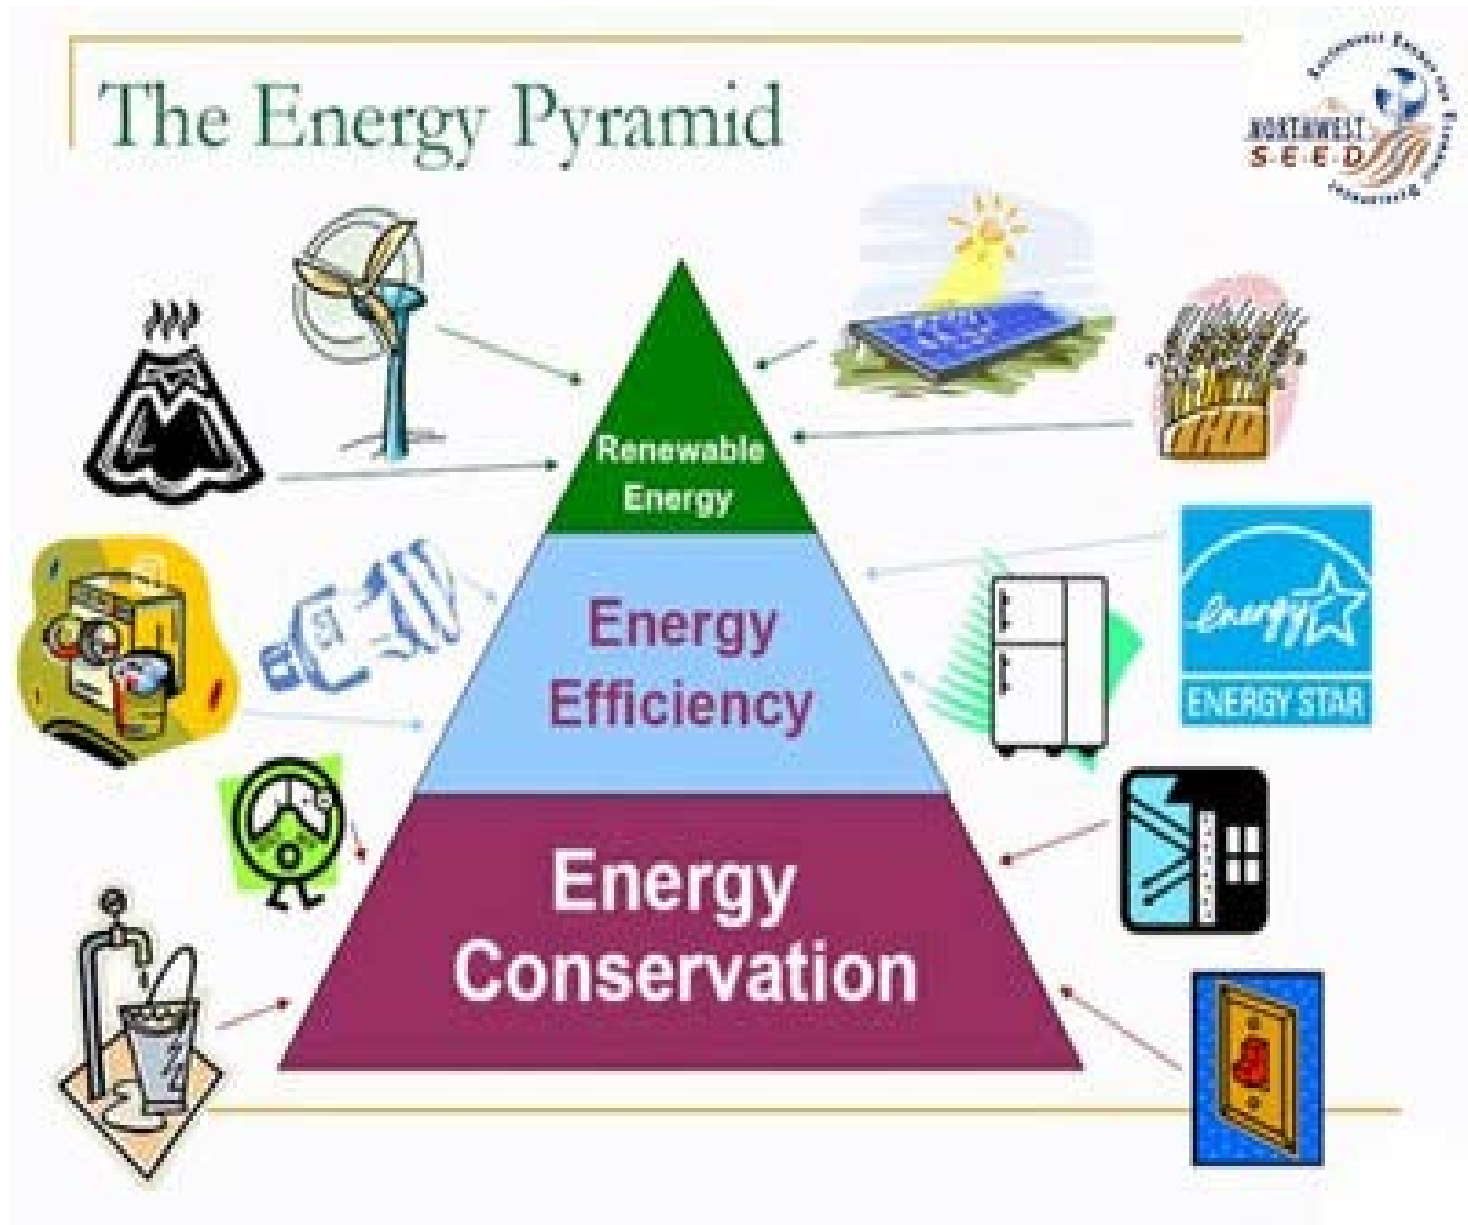 The Energy Pyramid
NORTHWEST
S·E·E·D
Renewable
Energy
Energy
Efficiency
energy
ENERGY STAR
Energy
Conservation